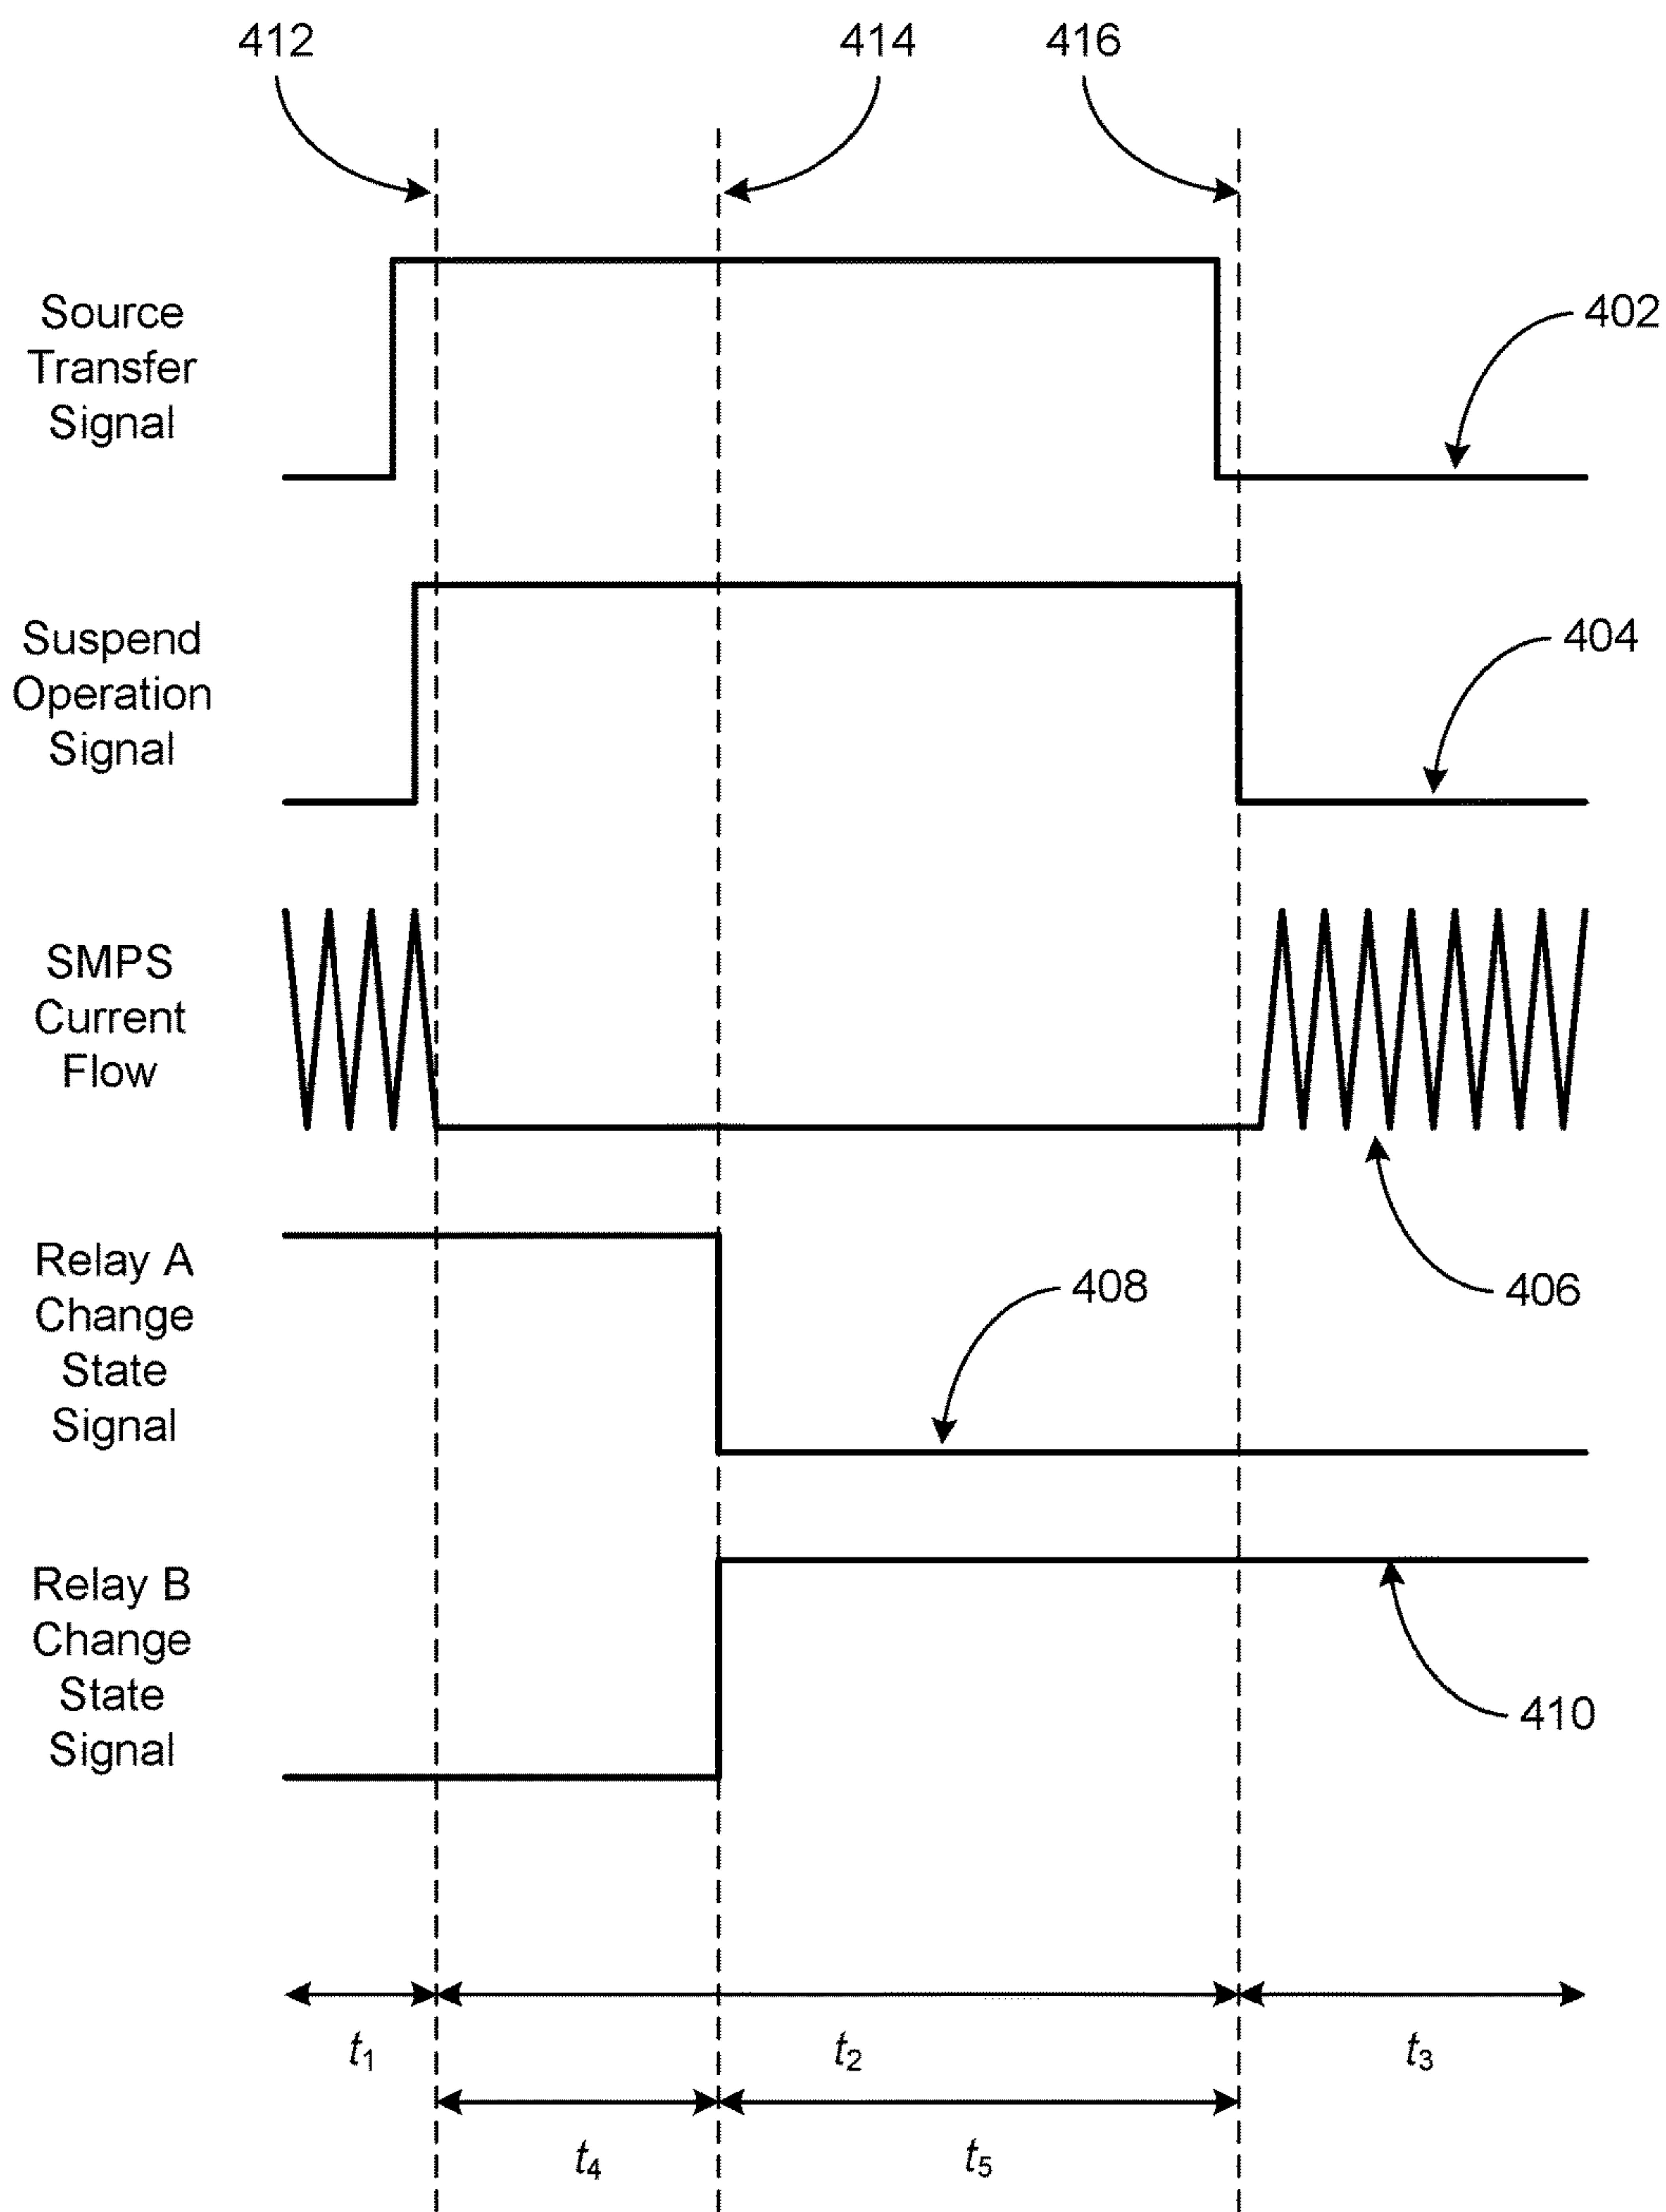 412
414
416
Source
Transfer
Signal
402
Suspend
Operation
Signal
404
SMPS
Current
Flow
406
Relay A
Change
State
Signal
408
Relay B
Change
State
Signal
410
t1
t2
t3
t4
t5